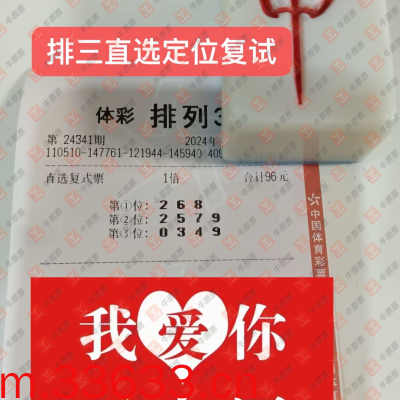 排三直选定位复试
体彩 排列3
第 24341期 2024年
110510-147761-121944-145940 409
直选复式票 1倍 合计96元
第①位: 2 6 8
第②位: 2 5 7 9
第③位: 0 3 4 9
中国体育彩票
我爱你